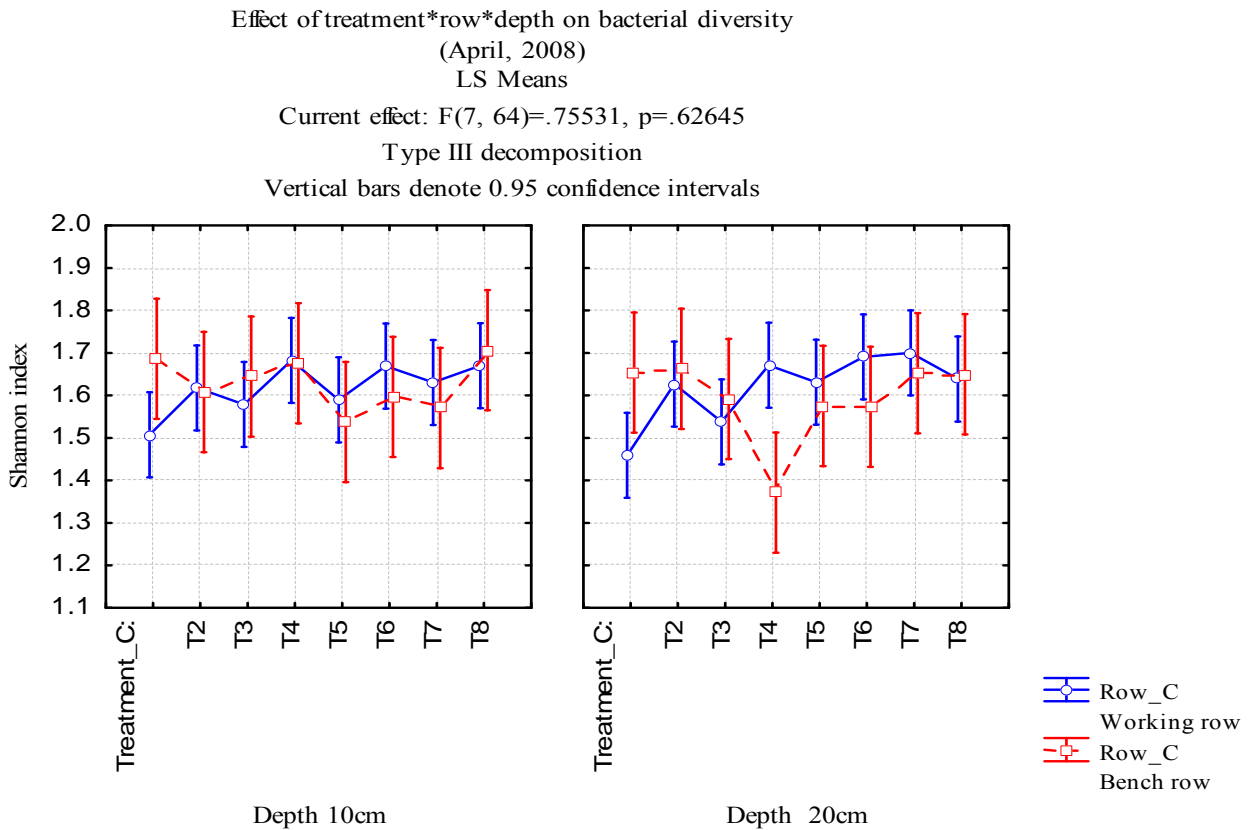 Effect of treatment*row*depth on bacterial diversity
(April, 2008)
LS Means
Current effect: F(7, 64)=.75531, p=.62645
Type III decomposition
Vertical bars denote 0.95 confidence intervals
Shannon index
2.0
1.9
1.8
1.7
1.6
1.5
1.4
1.3
1.2
1.1
Treatment_C:
T2
T3
T4
T5
T6
T7
T8
Depth 10cm
Treatment_C:
T2
T3
T4
T5
T6
T7
T8
Depth 20cm
Row_C
Working row
Row_C
Bench row